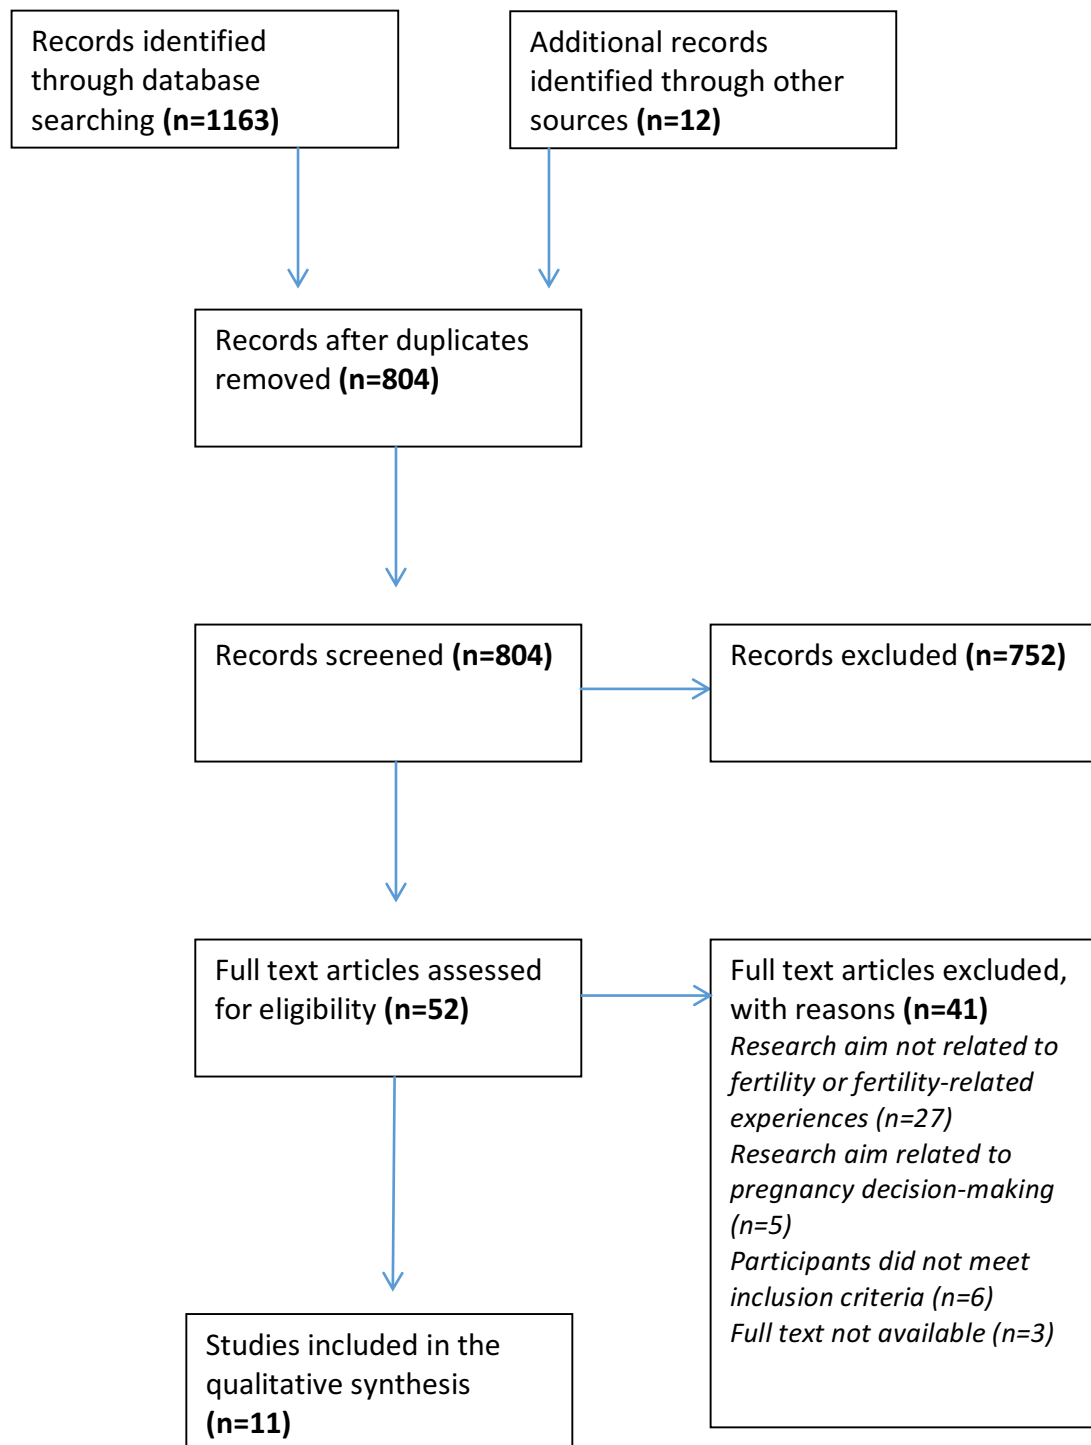 Records identified
through database
searching (n=1163)
Additional records
identified through other
sources (n=12)
Records after duplicates
removed (n=804)
Records screened (n=804)
Records excluded (n=752)
Full text articles assessed
for eligibility (n=52)
Full text articles excluded,
with reasons (n=41)
Research aim not related to
fertility or fertility-related
experiences (n=27)
Research aim related to
pregnancy decision-making
(n=5)
Participants did not meet
inclusion criteria (n=6)
Full text not available (n=3)
Studies included in the
qualitative synthesis
(n=11)